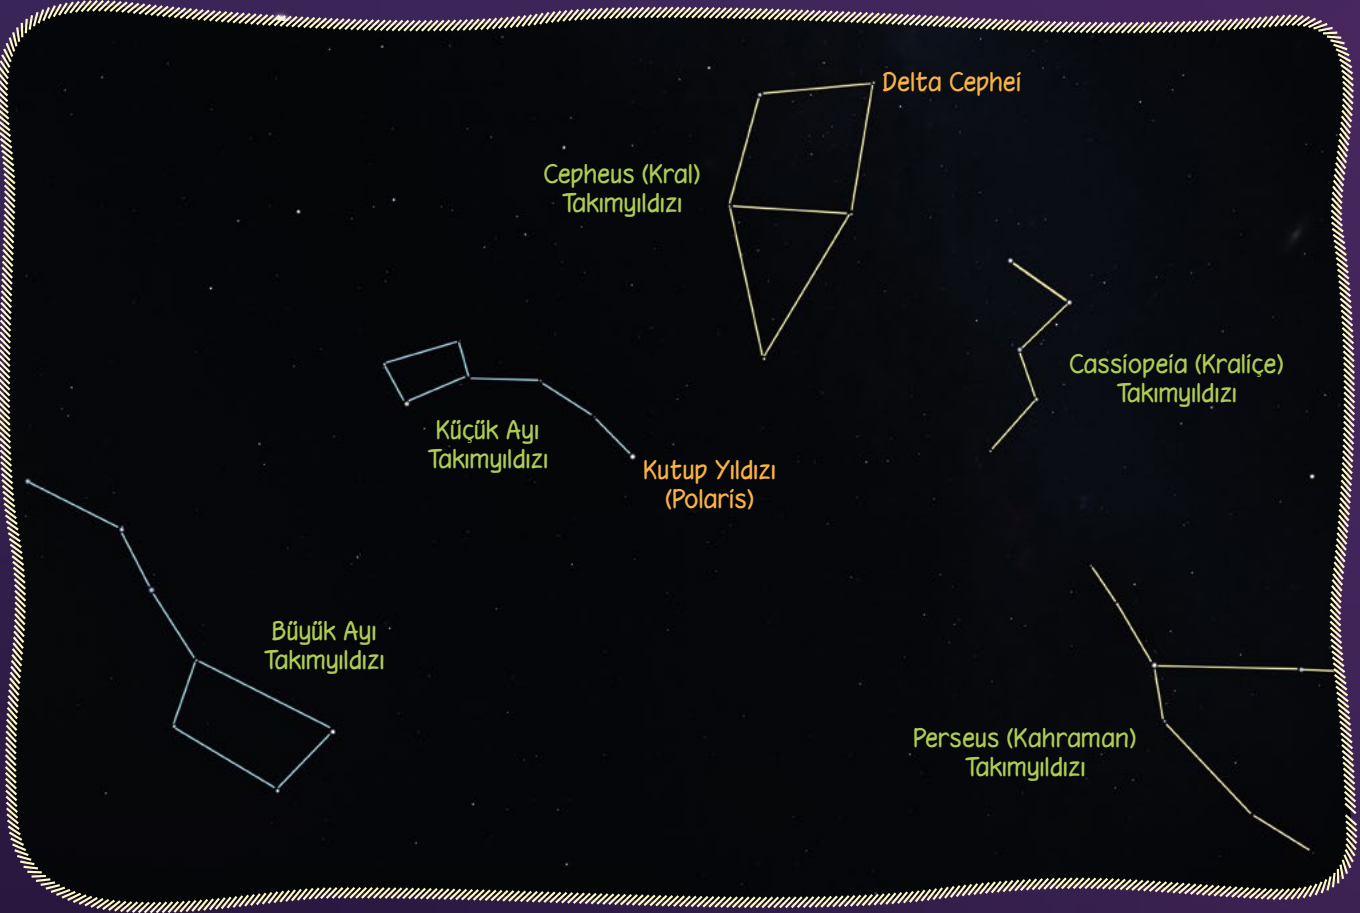 Delta Cephei
Cepheus (Kral)
Takımyıldızı
Cassiopeia (Kraliçe)
Takımyıldızı
Küçük Ayı
Takımyıldızı
Kutup Yıldızı
(Polaris)
Büyük Ayı
Takımyıldızı
Perseus (Kahraman)
Takımyıldızı